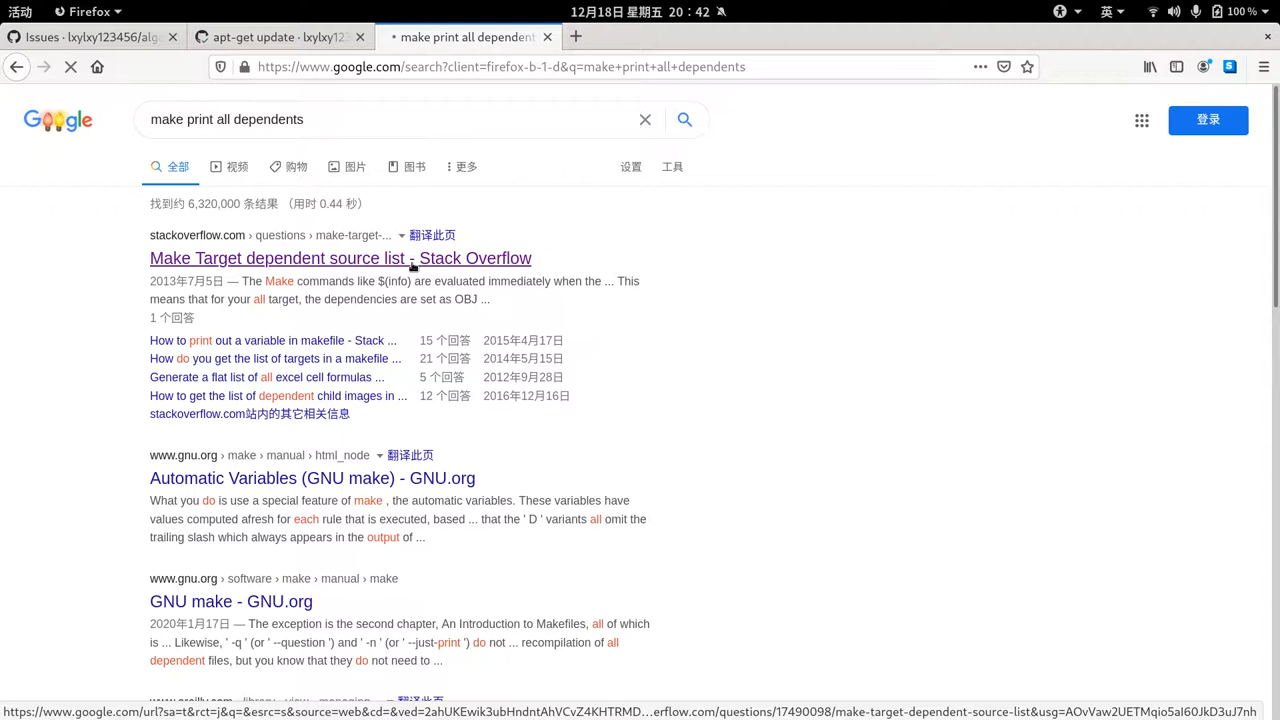 活动 Firefox 12月18日 星期五 20：42 英 100 %
Issues · lxylxy123456/alg apt-get update · lxylxy123 make print all dependent
https://www.google.com/search?client=firefox-b-1-d&q=make+print+all+dependents
Google make print all dependents 登录
全部 视频 购物 图片 图书 更多 设置 工具
找到约 6,320,000 条结果 （用时 0.44 秒）
stackoverflow.com › questions › make-target-... 翻译此页
Make Target dependent source list - Stack Overflow
2013年7月5日 — The Make commands like $(info) are evaluated immediately when the ... This
means that for your all target, the dependencies are set as OBJ ...
1 个回答
How to print out a variable in makefile - Stack ... 15 个回答 2015年4月17日
How do you get the list of targets in a makefile ... 21 个回答 2014年5月15日
Generate a flat list of all excel cell formulas ... 5 个回答 2012年9月28日
How to get the list of dependent child images in ... 12 个回答 2016年12月16日
stackoverflow.com站内的其它相关信息
www.gnu.org › make › manual › html_node 翻译此页
Automatic Variables (GNU make) - GNU.org
What you do is use a special feature of make , the automatic variables. These variables have
values computed afresh for each rule that is executed, based ... that the ' D ' variants all omit the
trailing slash which always appears in the output of ...
www.gnu.org › software › make › manual › make
GNU make - GNU.org
2020年1月17日 — The exception is the second chapter, An Introduction to Makefiles, all of which
is ... Likewise, ' -q ' (or ' --question ') and ' -n ' (or ' --just-print ') do not ... recompilation of all
dependent files, but you know that they do not need to ...
www.oreilly.com › library › view › managing... 翻译此页
https://www.google.com/url?sa=t&rct=j&q=&esrc=s&source=web&cd=&ved=2ahUKEwik3ubHndntAhVCvZ4KHTRMD…erflow.com/questions/17490098/make-target-dependent-source-list&usg=AOvVaw2UETMqio5aI60JkD3uJ7nh